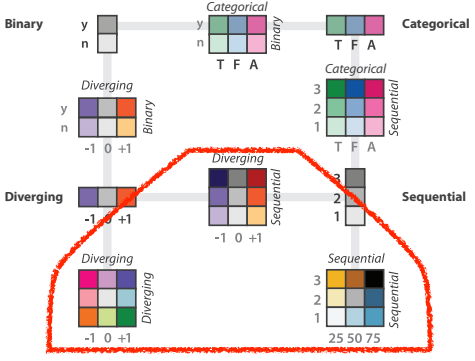 Binary
y
n
Categorical
y
n
Binary
T F A
Categorical
T F A
Diverging
y
n
Binary
-1 0 +1
Categorical
3
2
1
Sequential
T F A
Diverging
-1 0 +1
Diverging
Sequential
-1 0 +1
3
2
1
Sequential
Diverging
Diverging
-1 0 +1
Sequential
3
2
1
Sequential
25 50 75